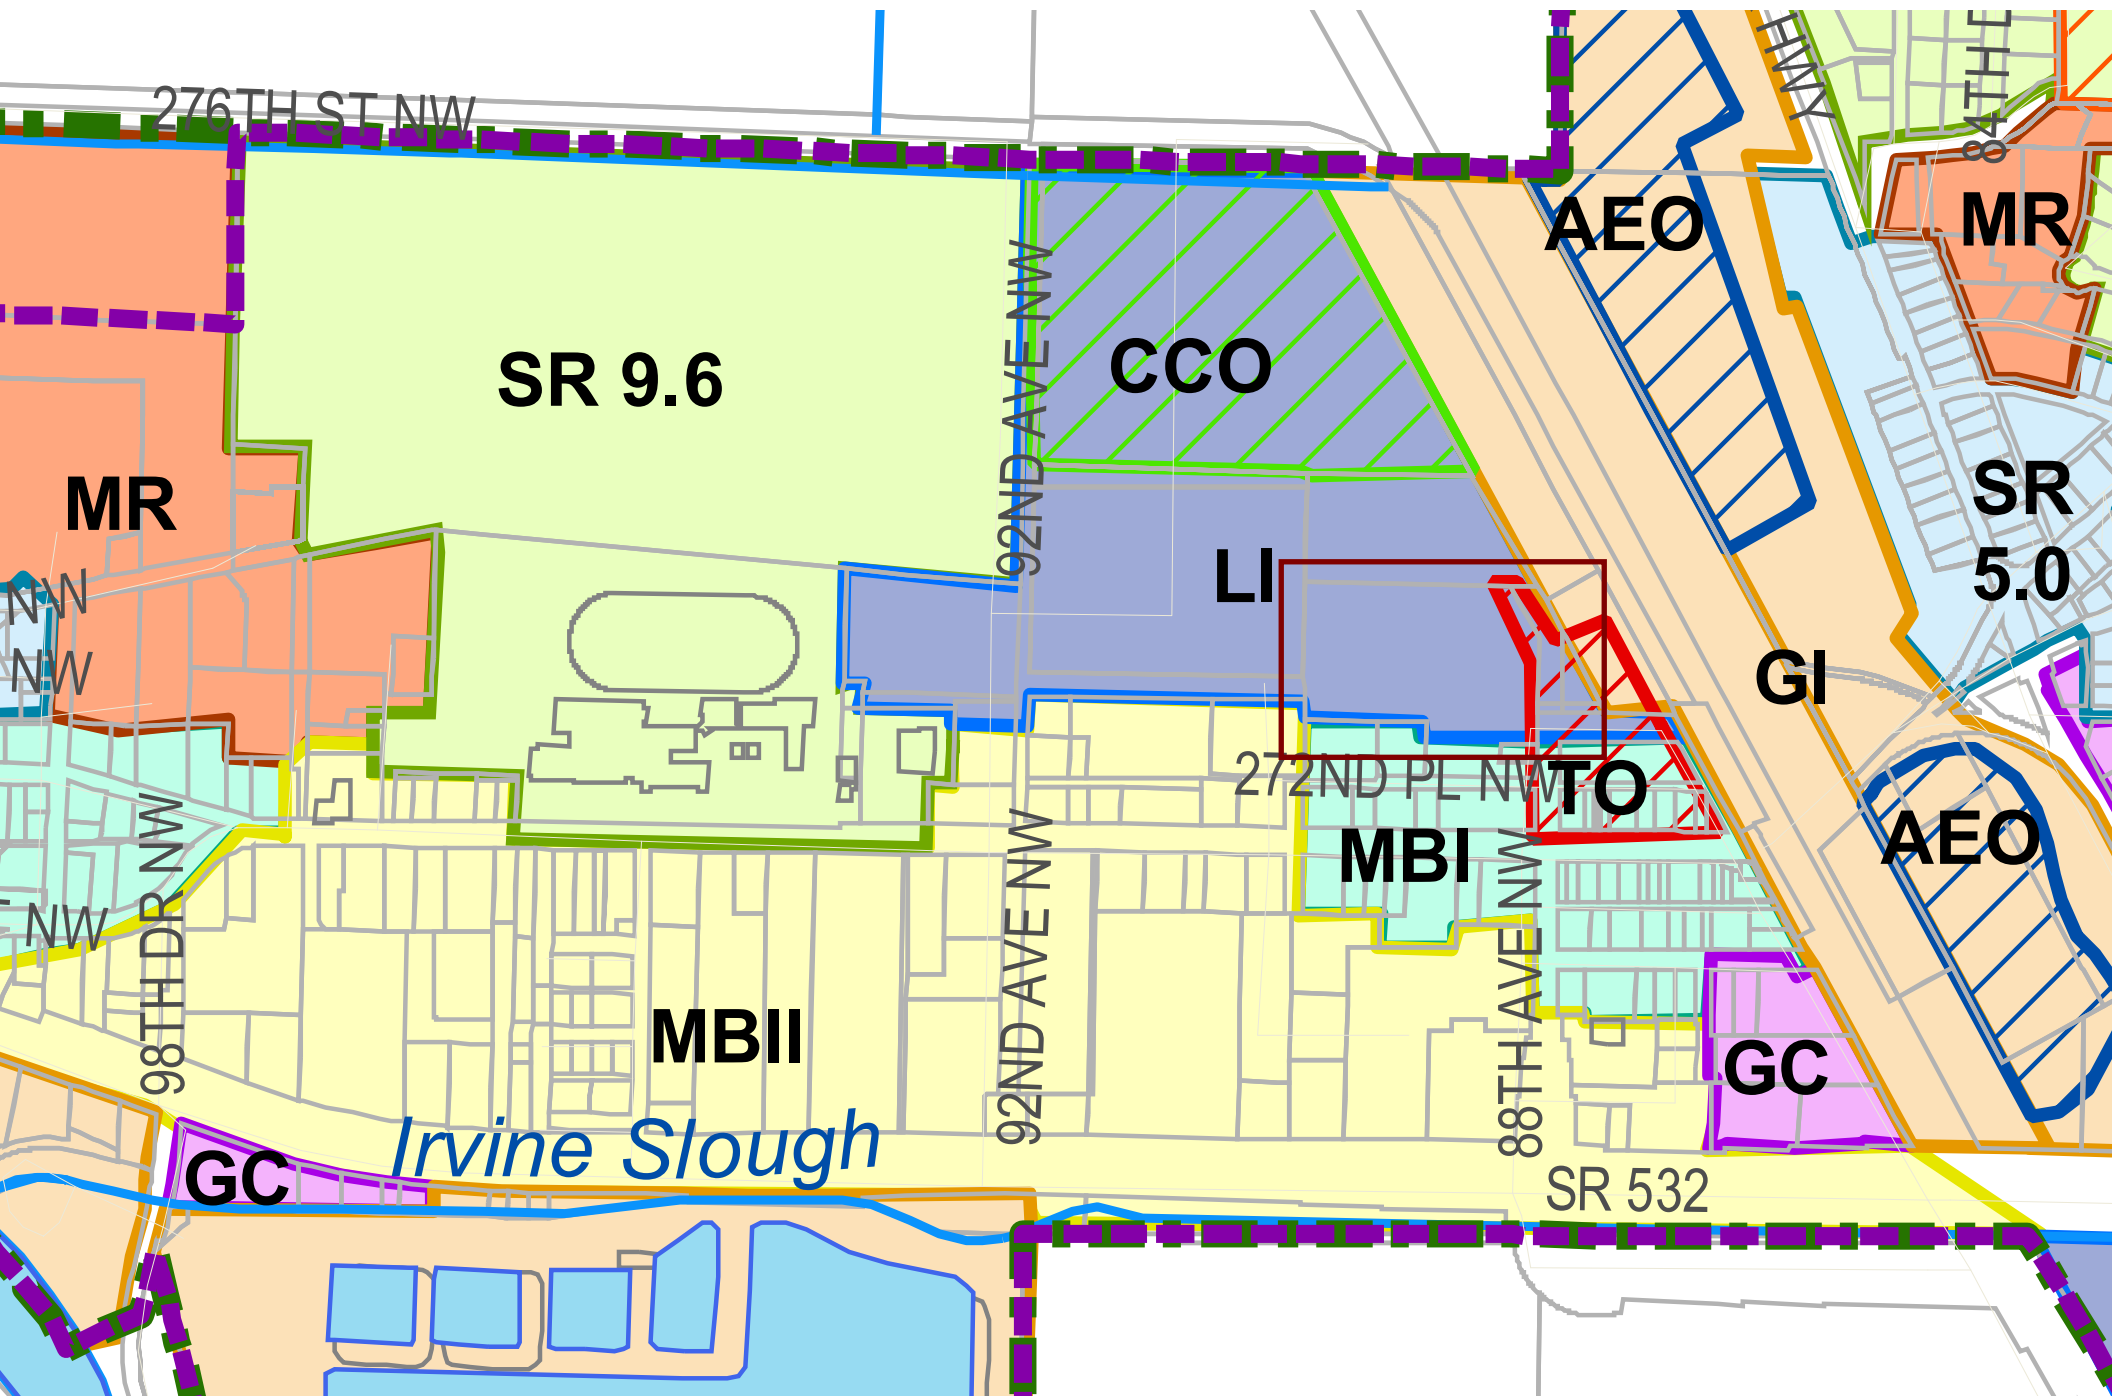 276TH ST NW
HWY
84TH D
AEO
MR
CCO
SR 9.6
92ND AVE NW
MR
LI
SR
5.0
NW
NW
GI
272ND PL NW
TO
MBI
AEO
98TH DR NW
NW
92ND AVE NW
88TH AVE NW
MBII
GC
Irvine Slough
GC
SR 532